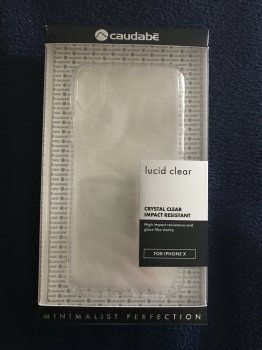 caudabe
lucid clear
CRYSTAL CLEAR
IMPACT RESISTANT
High impact resistance and
glass-like clarity
FOR IPHONE X
MINIMALIST PERFECTION